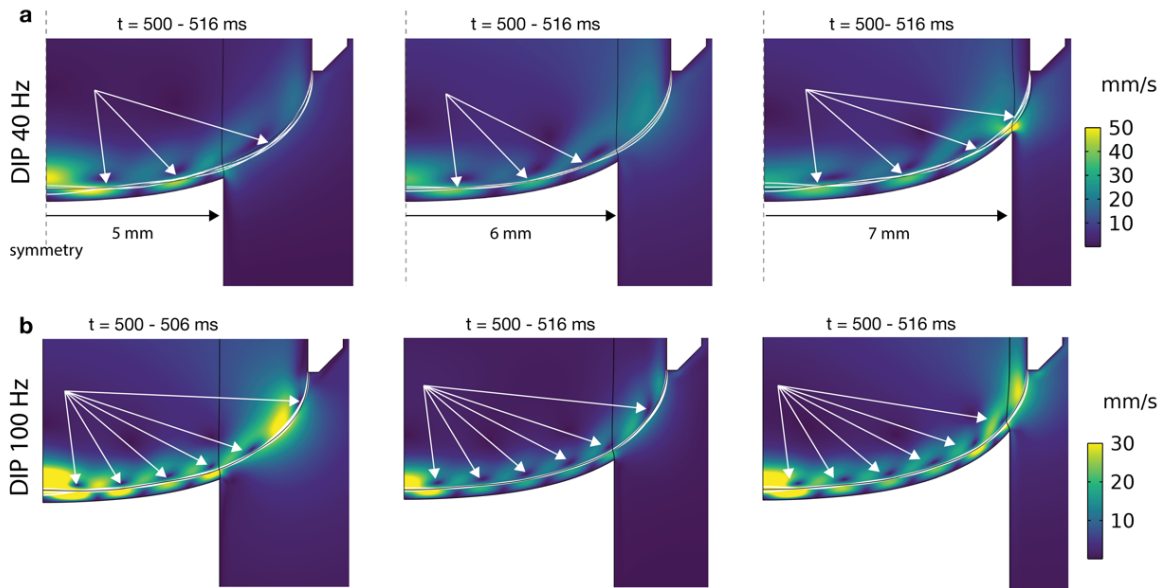 a
t = 500 - 516 ms
t = 500 - 516 ms
t = 500- 516 ms
DIP 40 Hz
mm/s
50
40
30
20
10
5 mm
6 mm
7 mm
symmetry
b
t = 500 - 506 ms
t = 500 - 516 ms
t = 500 - 516 ms
DIP 100 Hz
mm/s
30
20
10